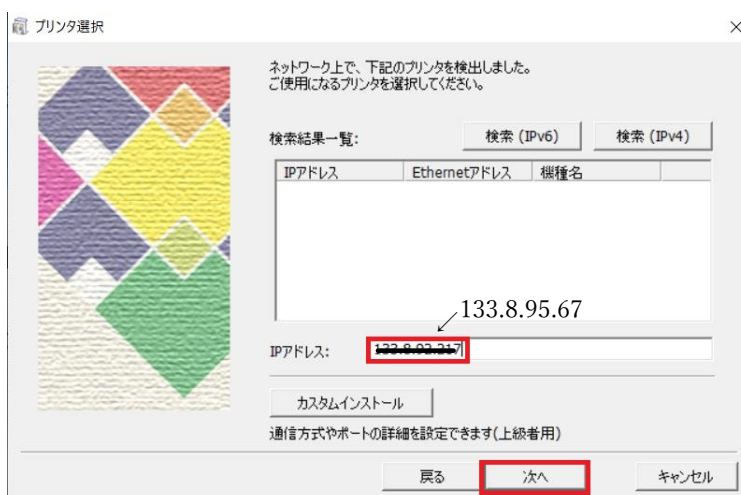 プリンタ選択
ネットワーク上で、下記のプリンタを検出しました。
ご使用になるプリンタを選択してください。
検索結果一覧:
検索 (IPv6)
検索 (IPv4)
IPアドレス Ethernetアドレス 機種名
133.8.95.67
IPアドレス: 133.8.92.217
カスタムインストール
通信方式やポートの詳細を設定できます(上級者用)
戻る
次へ
キャンセル